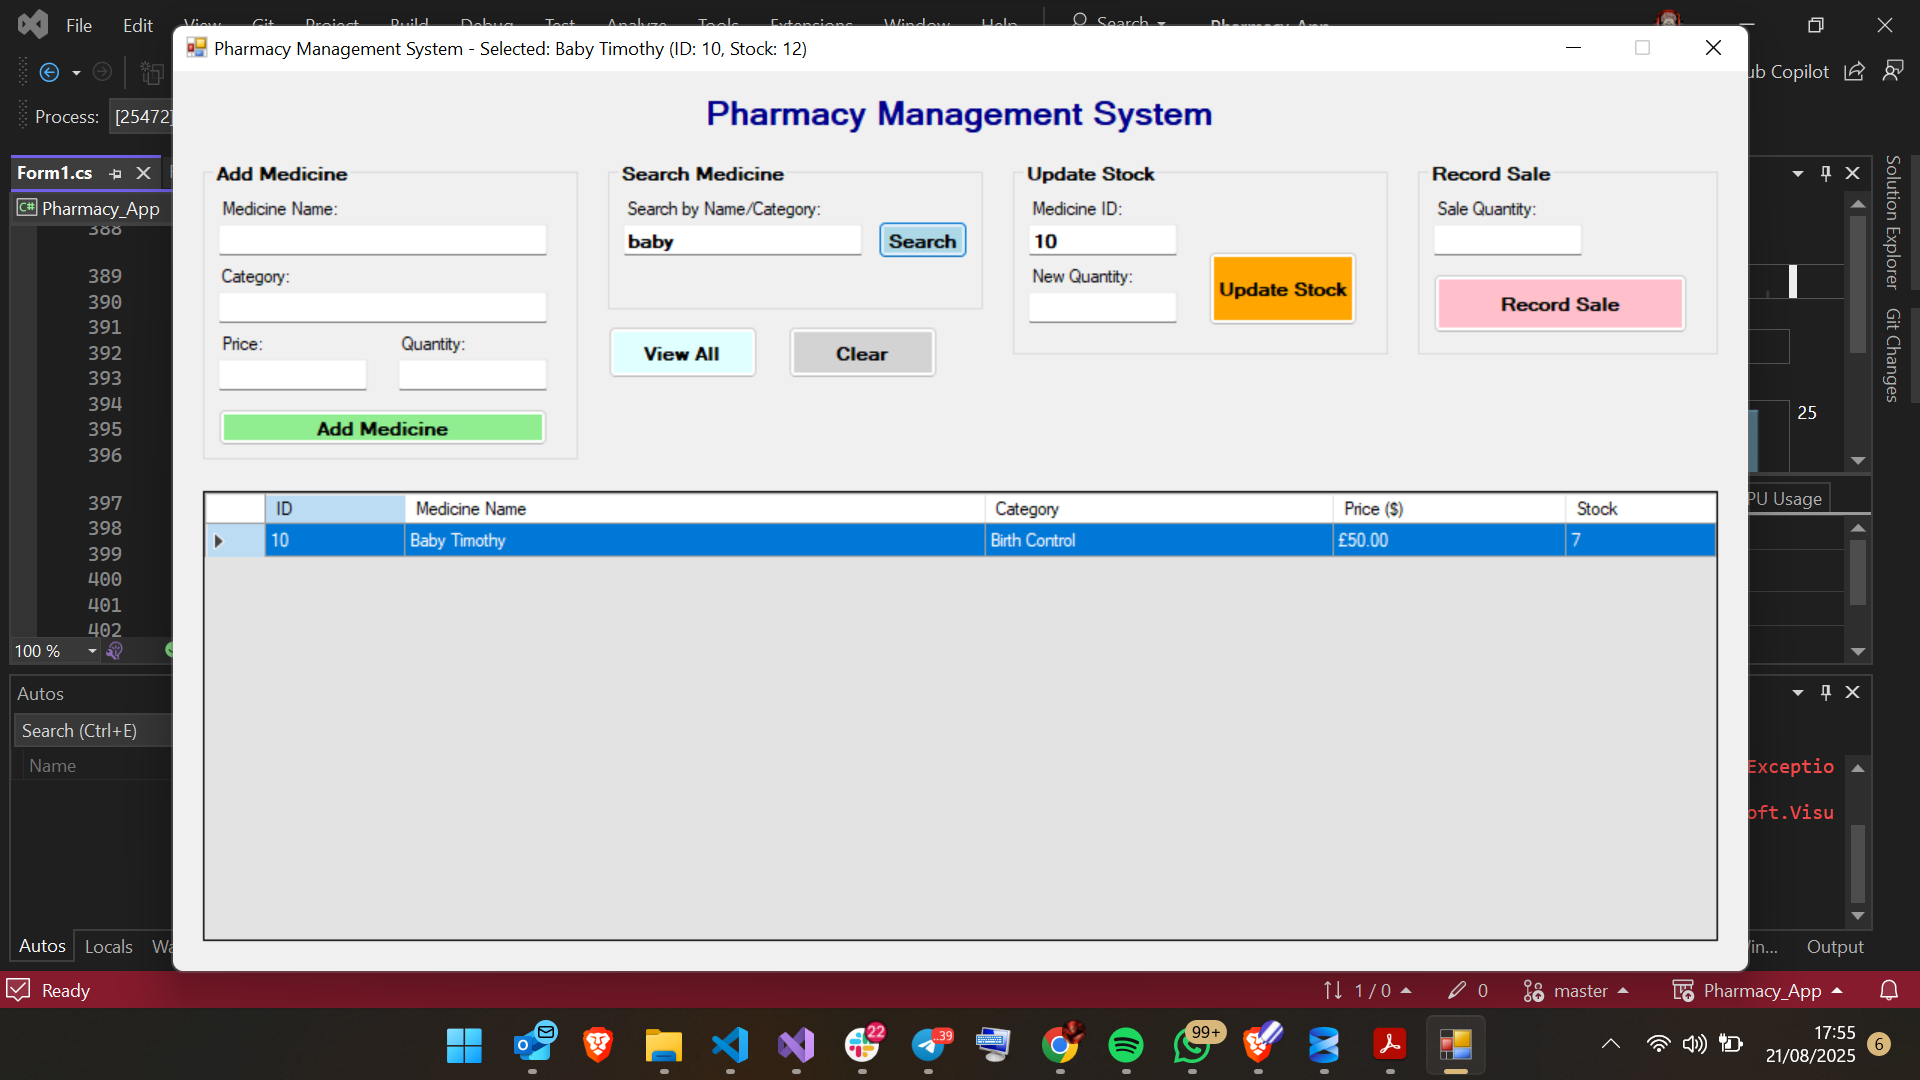 File Edit View Git Project Build Debug Test Analyze Tools Extensions Window Help Search Pharmacy_App
Pharmacy Management System - Selected: Baby Timothy (ID: 10, Stock: 12)
ub Copilot
Process: [25472]
Pharmacy Management System
Form1.cs
Pharmacy_App
Add Medicine
Medicine Name:
Category:
Price: Quantity:
Add Medicine
Search Medicine
Search by Name/Category:
baby Search
View All Clear
Update Stock
Medicine ID:
10
New Quantity:
Update Stock
Record Sale
Sale Quantity:
Record Sale
Solution Explorer
Git Changes
25
PU Usage
388
389
390
391
392
393
394
395
396
397
398
399
400
401
402
ID Medicine Name Category Price ($) Stock
10 Baby Timothy Birth Control £50.00 7
100 %
Autos
Search (Ctrl+E)
Name
Exceptio
oft.Visu
Autos Locals Wa
in... Output
Ready
1 / 0 0 master Pharmacy_App
22
..39
99+
17:55
21/08/2025
6